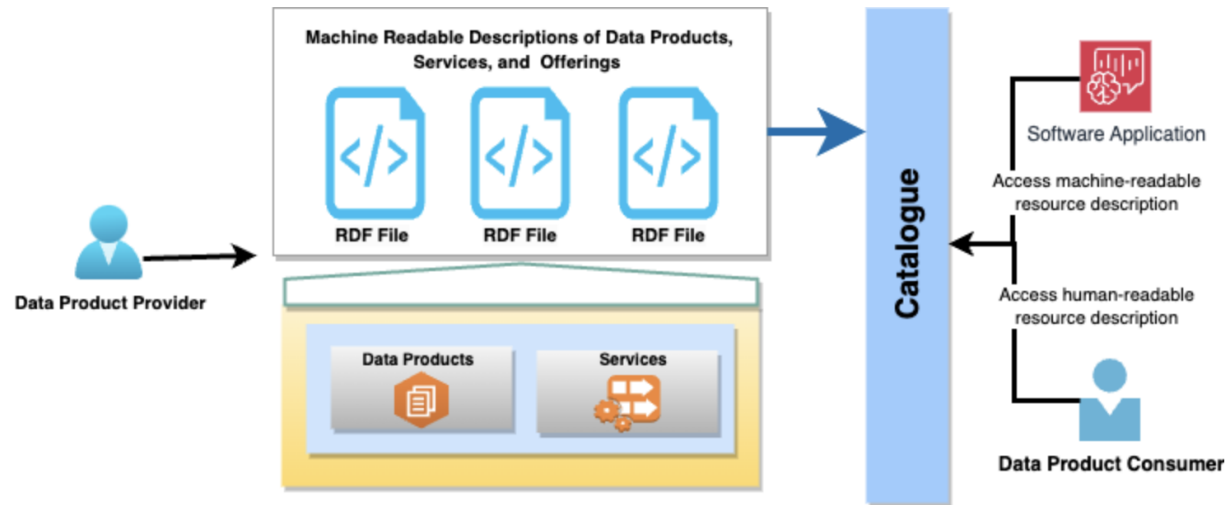 Machine Readable Descriptions of Data Products,
Services, and Offerings
RDF File
RDF File
RDF File
Data Product Provider
Data Products
Services
Catalogue
Software Application
Access machine-readable
resource description
Access human-readable
resource description
Data Product Consumer